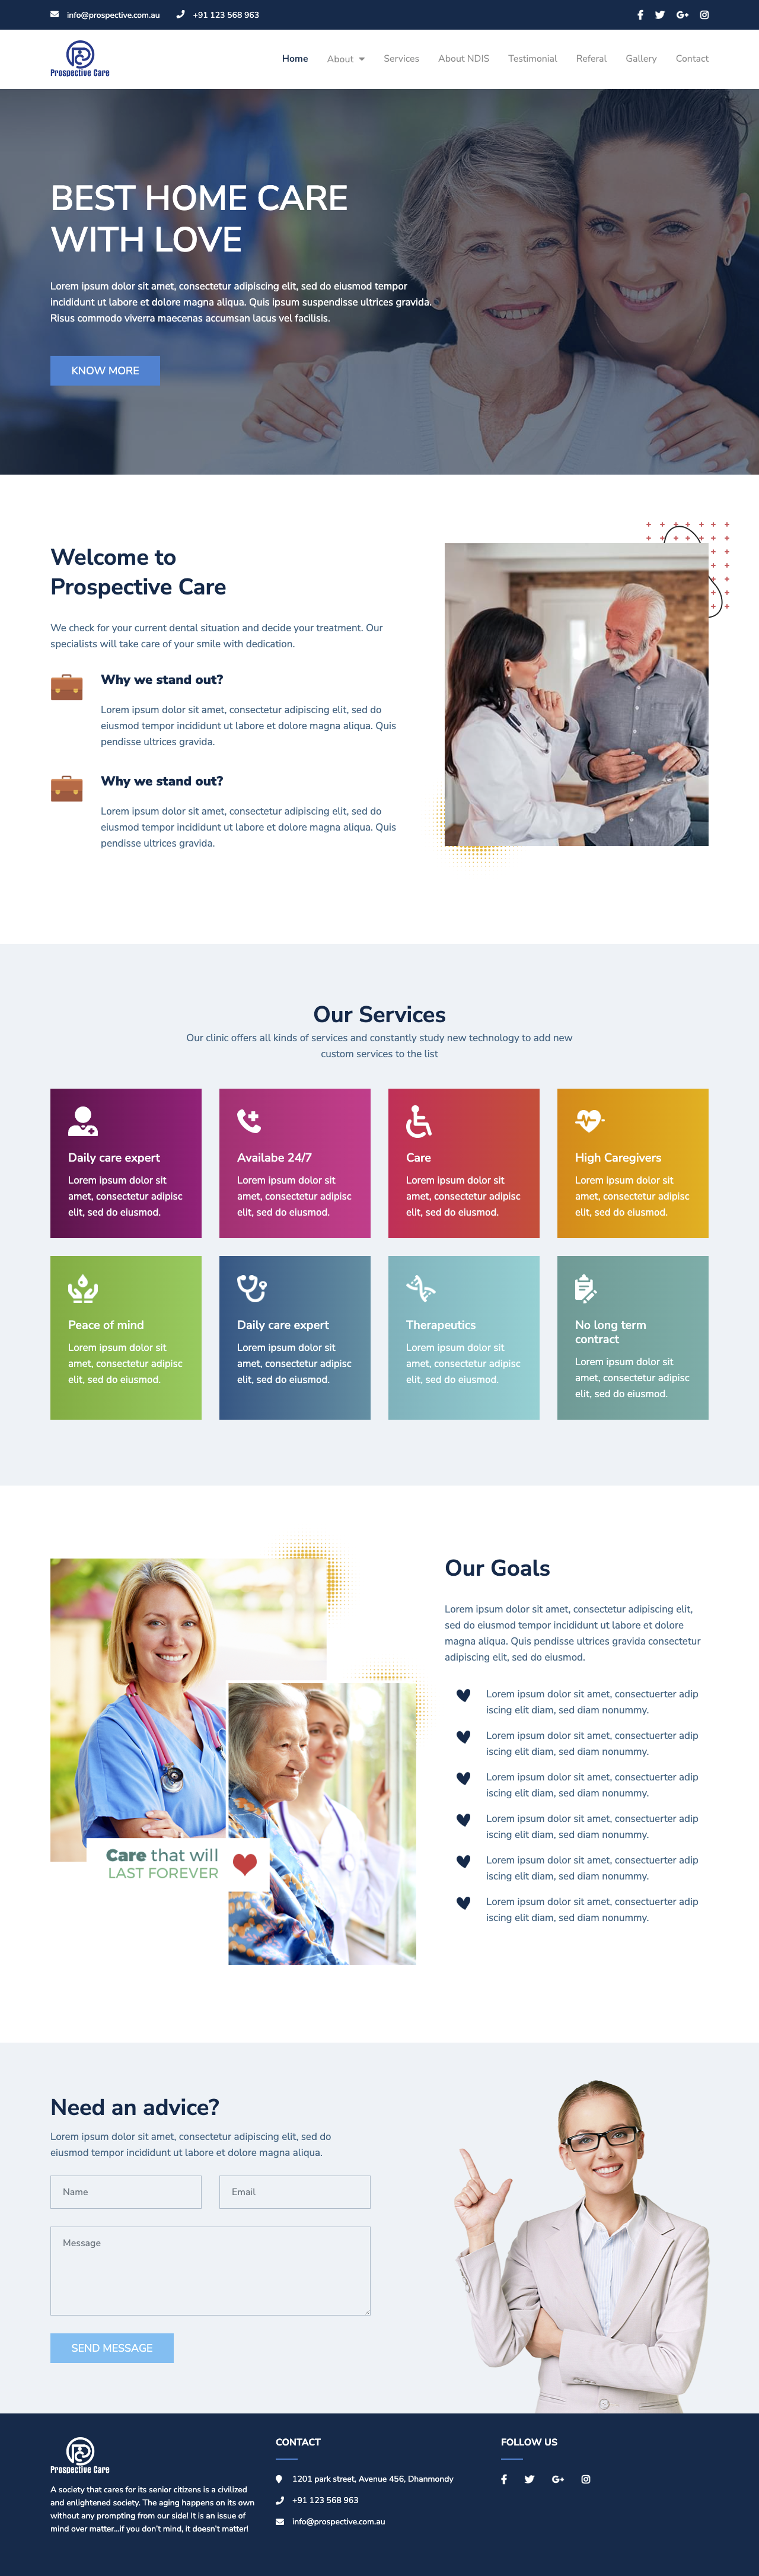 info@prospective.com.au +91 123 568 963
Prospective Care
Home About Services About NDIS Testimonial Referal Gallery Contact
BEST HOME CARE
WITH LOVE
Lorem ipsum dolor sit amet, consectetur adipiscing elit, sed do eiusmod tempor
incididunt ut labore et dolore magna aliqua. Quis ipsum suspendisse ultrices gravida.
Risus commodo viverra maecenas accumsan lacus vel facilisis.
KNOW MORE
Welcome to
Prospective Care
We check for your current dental situation and decide your treatment. Our
specialists will take care of your smile with dedication.
Why we stand out?
Lorem ipsum dolor sit amet, consectetur adipiscing elit, sed do
eiusmod tempor incididunt ut labore et dolore magna aliqua. Quis
pendisse ultrices gravida.
Why we stand out?
Lorem ipsum dolor sit amet, consectetur adipiscing elit, sed do
eiusmod tempor incididunt ut labore et dolore magna aliqua. Quis
pendisse ultrices gravida.
Our Services
Our clinic offers all kinds of services and constantly study new technology to add new
custom services to the list
Daily care expert
Lorem ipsum dolor sit
amet, consectetur adipisc
elit, sed do eiusmod.
Availabe 24/7
Lorem ipsum dolor sit
amet, consectetur adipisc
elit, sed do eiusmod.
Care
Lorem ipsum dolor sit
amet, consectetur adipisc
elit, sed do eiusmod.
High Caregivers
Lorem ipsum dolor sit
amet, consectetur adipisc
elit, sed do eiusmod.
Peace of mind
Lorem ipsum dolor sit
amet, consectetur adipisc
elit, sed do eiusmod.
Daily care expert
Lorem ipsum dolor sit
amet, consectetur adipisc
elit, sed do eiusmod.
Therapeutics
Lorem ipsum dolor sit
amet, consectetur adipisc
elit, sed do eiusmod.
No long term
contract
Lorem ipsum dolor sit
amet, consectetur adipisc
elit, sed do eiusmod.
Care that will
LAST FOREVER
Our Goals
Lorem ipsum dolor sit amet, consectetur adipiscing elit,
sed do eiusmod tempor incididunt ut labore et dolore
magna aliqua. Quis pendisse ultrices gravida consectetur
adipiscing elit, sed do eiusmod.
Lorem ipsum dolor sit amet, consectuerter adip
iscing elit diam, sed diam nonummy.
Lorem ipsum dolor sit amet, consectuerter adip
iscing elit diam, sed diam nonummy.
Lorem ipsum dolor sit amet, consectuerter adip
iscing elit diam, sed diam nonummy.
Lorem ipsum dolor sit amet, consectuerter adip
iscing elit diam, sed diam nonummy.
Lorem ipsum dolor sit amet, consectuerter adip
iscing elit diam, sed diam nonummy.
Lorem ipsum dolor sit amet, consectuerter adip
iscing elit diam, sed diam nonummy.
Need an advice?
Lorem ipsum dolor sit amet, consectetur adipiscing elit, sed do
eiusmod tempor incididunt ut labore et dolore magna aliqua.
Name Email
Message
SEND MESSAGE
Prospective Care
A society that cares for its senior citizens is a civilized
and enlightened society. The aging happens on its own
without any prompting from our side! It is an issue of
mind over matter...if you don't mind, it doesn't matter!
CONTACT
1201 park street, Avenue 456, Dhanmondy
+91 123 568 963
info@prospective.com.au
FOLLOW US